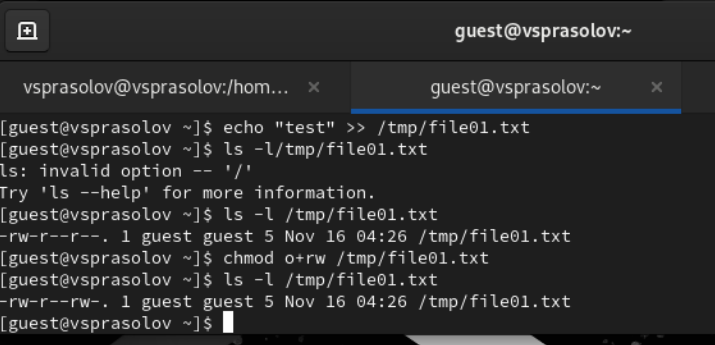 guest@vsprasolov:~
vsprasolov@vsprasolov:/hom... × guest@vsprasolov:~ ×
[guest@vsprasolov ~]$ echo "test" >> /tmp/file01.txt
[guest@vsprasolov ~]$ ls -l/tmp/file01.txt
ls: invalid option -- '/'
Try 'ls --help' for more information.
[guest@vsprasolov ~]$ ls -l /tmp/file01.txt
-rw-r--r--. 1 guest guest 5 Nov 16 04:26 /tmp/file01.txt
[guest@vsprasolov ~]$ chmod o+rw /tmp/file01.txt
[guest@vsprasolov ~]$ ls -l /tmp/file01.txt
-rw-r--rw-. 1 guest guest 5 Nov 16 04:26 /tmp/file01.txt
[guest@vsprasolov ~]$